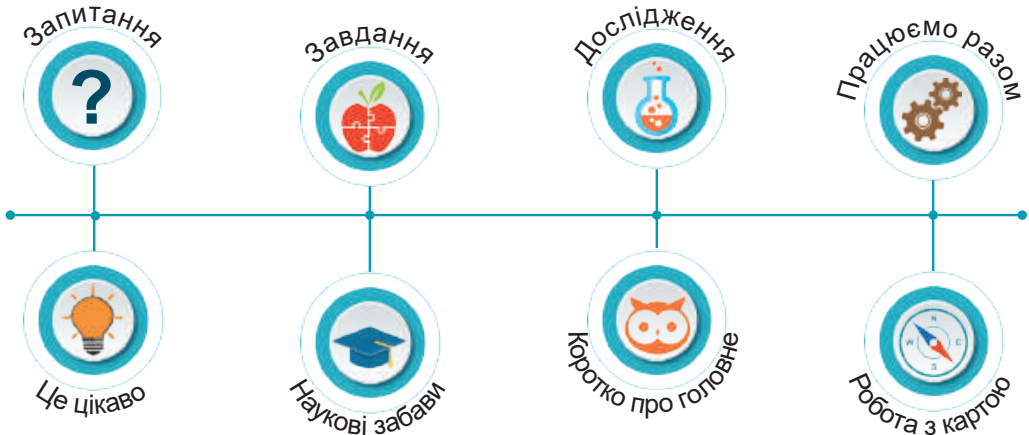 Запитання
Завдання
Дослідження
Працюємо разом
?
N
W
E
S
Це цікаво
Наукові забави
Коротко про головне
Робота з картою